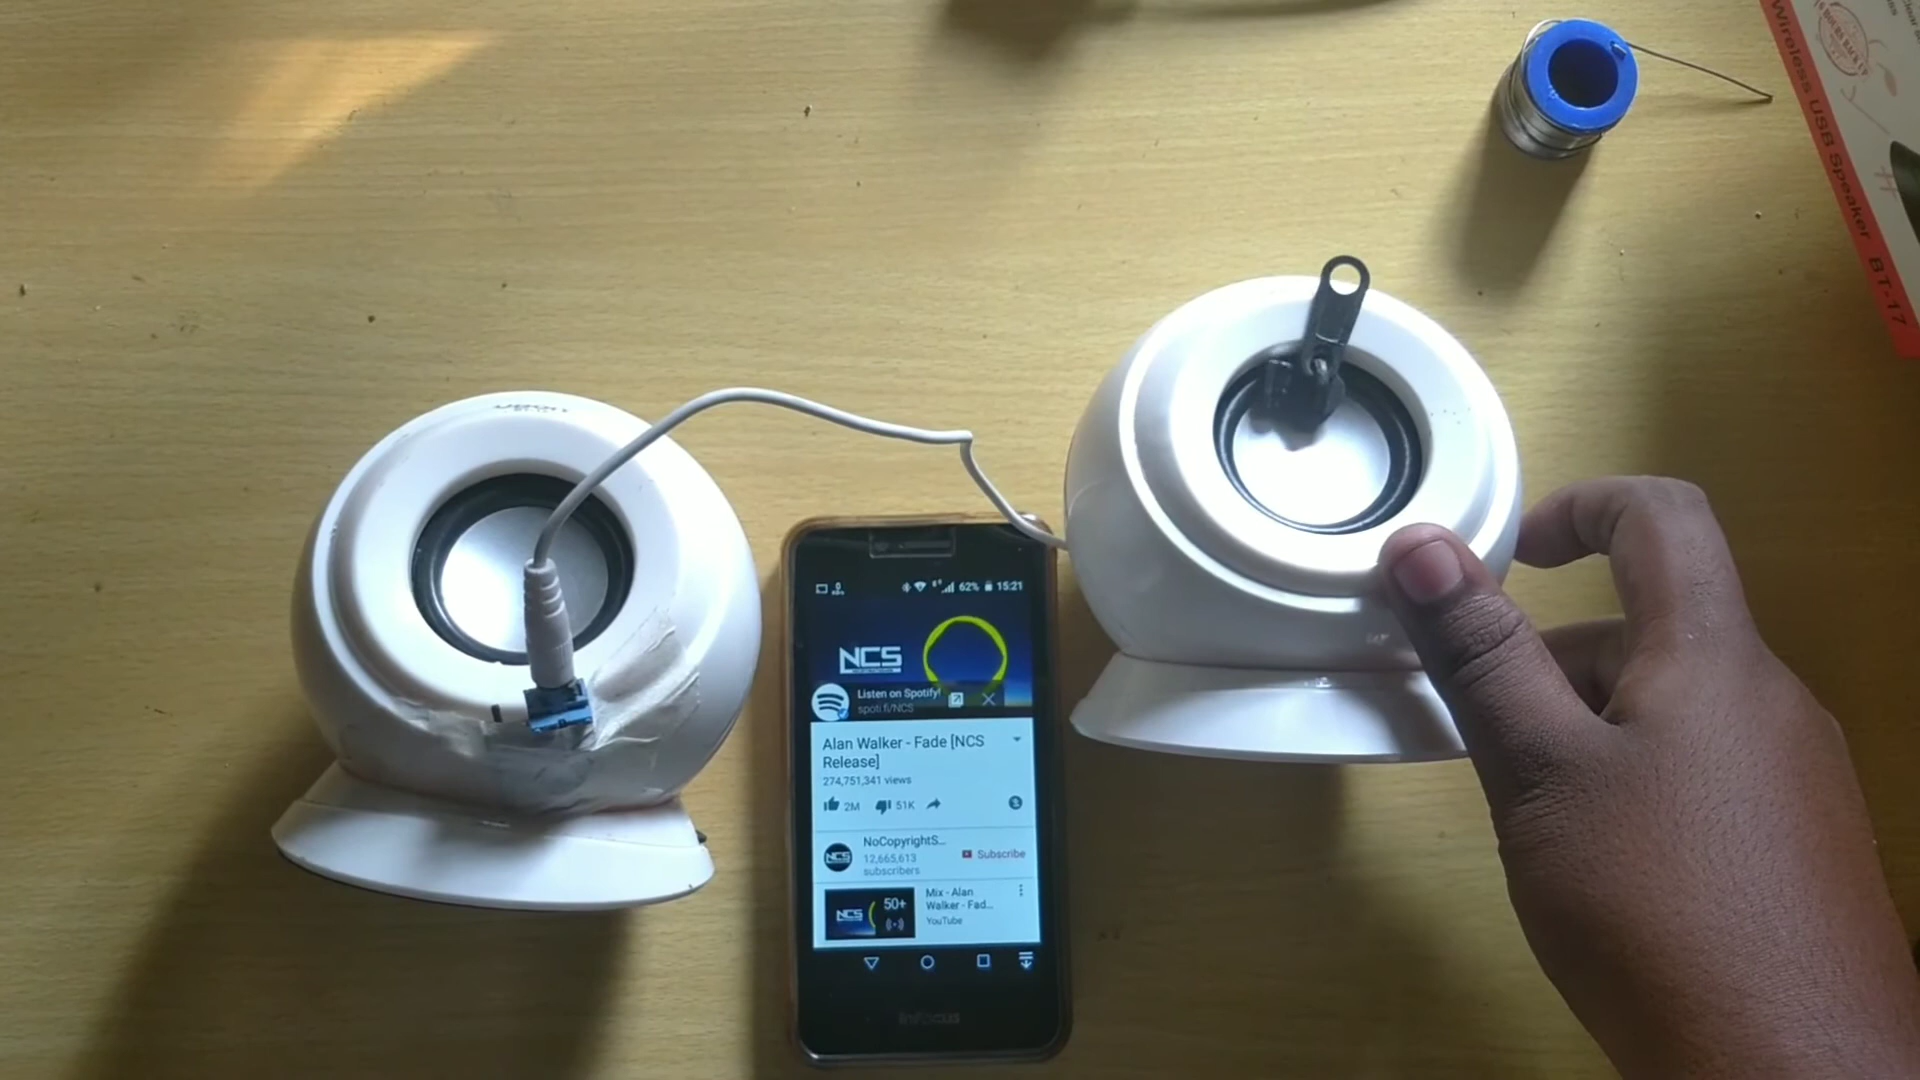 Wireless USB Speaker BT-17
62% 15:21
NCS
Listen on Spotify!
spoti.fi/NCS
Alan Walker - Fade [NCS
Release]
274,751,341 views
2M
51K
NoCopyrightS...
12,665,613
subscribers
Subscribe
NCS
NCS
50+
Mix - Alan
Walker - Fad...
YouTube
InFocus